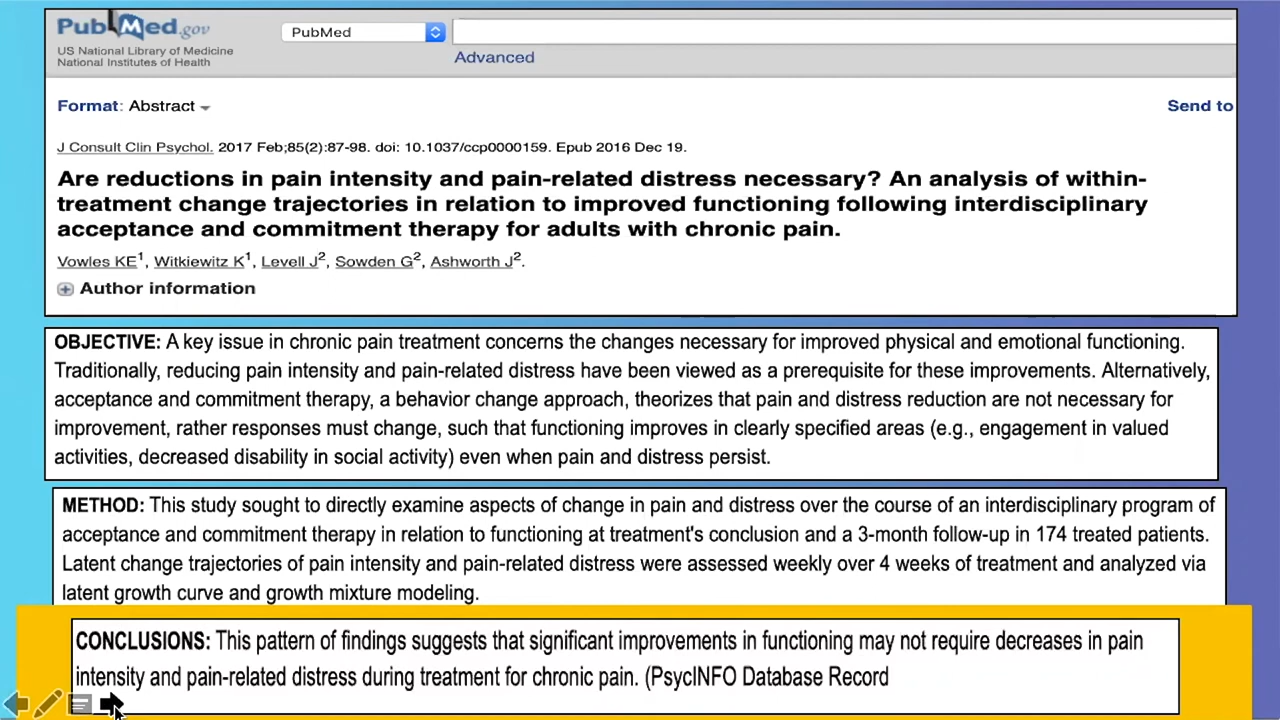 PubMed.gov
US National Library of Medicine
National Institutes of Health
PubMed
Advanced
Format: Abstract
Send to
J Consult Clin Psychol. 2017 Feb;85(2):87-98. doi: 10.1037/ccp0000159. Epub 2016 Dec 19.
Are reductions in pain intensity and pain-related distress necessary? An analysis of within-
treatment change trajectories in relation to improved functioning following interdisciplinary
acceptance and commitment therapy for adults with chronic pain.
Vowles KE1, Witkiewitz K1, Levell J2, Sowden G2, Ashworth J2.
Author information
OBJECTIVE: A key issue in chronic pain treatment concerns the changes necessary for improved physical and emotional functioning.
Traditionally, reducing pain intensity and pain-related distress have been viewed as a prerequisite for these improvements. Alternatively,
acceptance and commitment therapy, a behavior change approach, theorizes that pain and distress reduction are not necessary for
improvement, rather responses must change, such that functioning improves in clearly specified areas (e.g., engagement in valued
activities, decreased disability in social activity) even when pain and distress persist.
METHOD: This study sought to directly examine aspects of change in pain and distress over the course of an interdisciplinary program of
acceptance and commitment therapy in relation to functioning at treatment's conclusion and a 3-month follow-up in 174 treated patients.
Latent change trajectories of pain intensity and pain-related distress were assessed weekly over 4 weeks of treatment and analyzed via
latent growth curve and growth mixture modeling.
CONCLUSIONS: This pattern of findings suggests that significant improvements in functioning may not require decreases in pain
intensity and pain-related distress during treatment for chronic pain. (PsycINFO Database Record